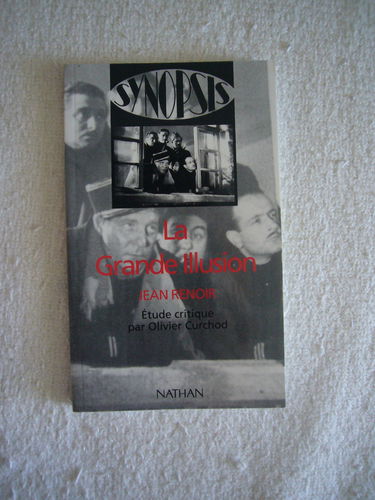 SYNOPSIS
La
Grande Illusion
JEAN RENOIR
Étude critique
par Olivier Curchod
NATHAN